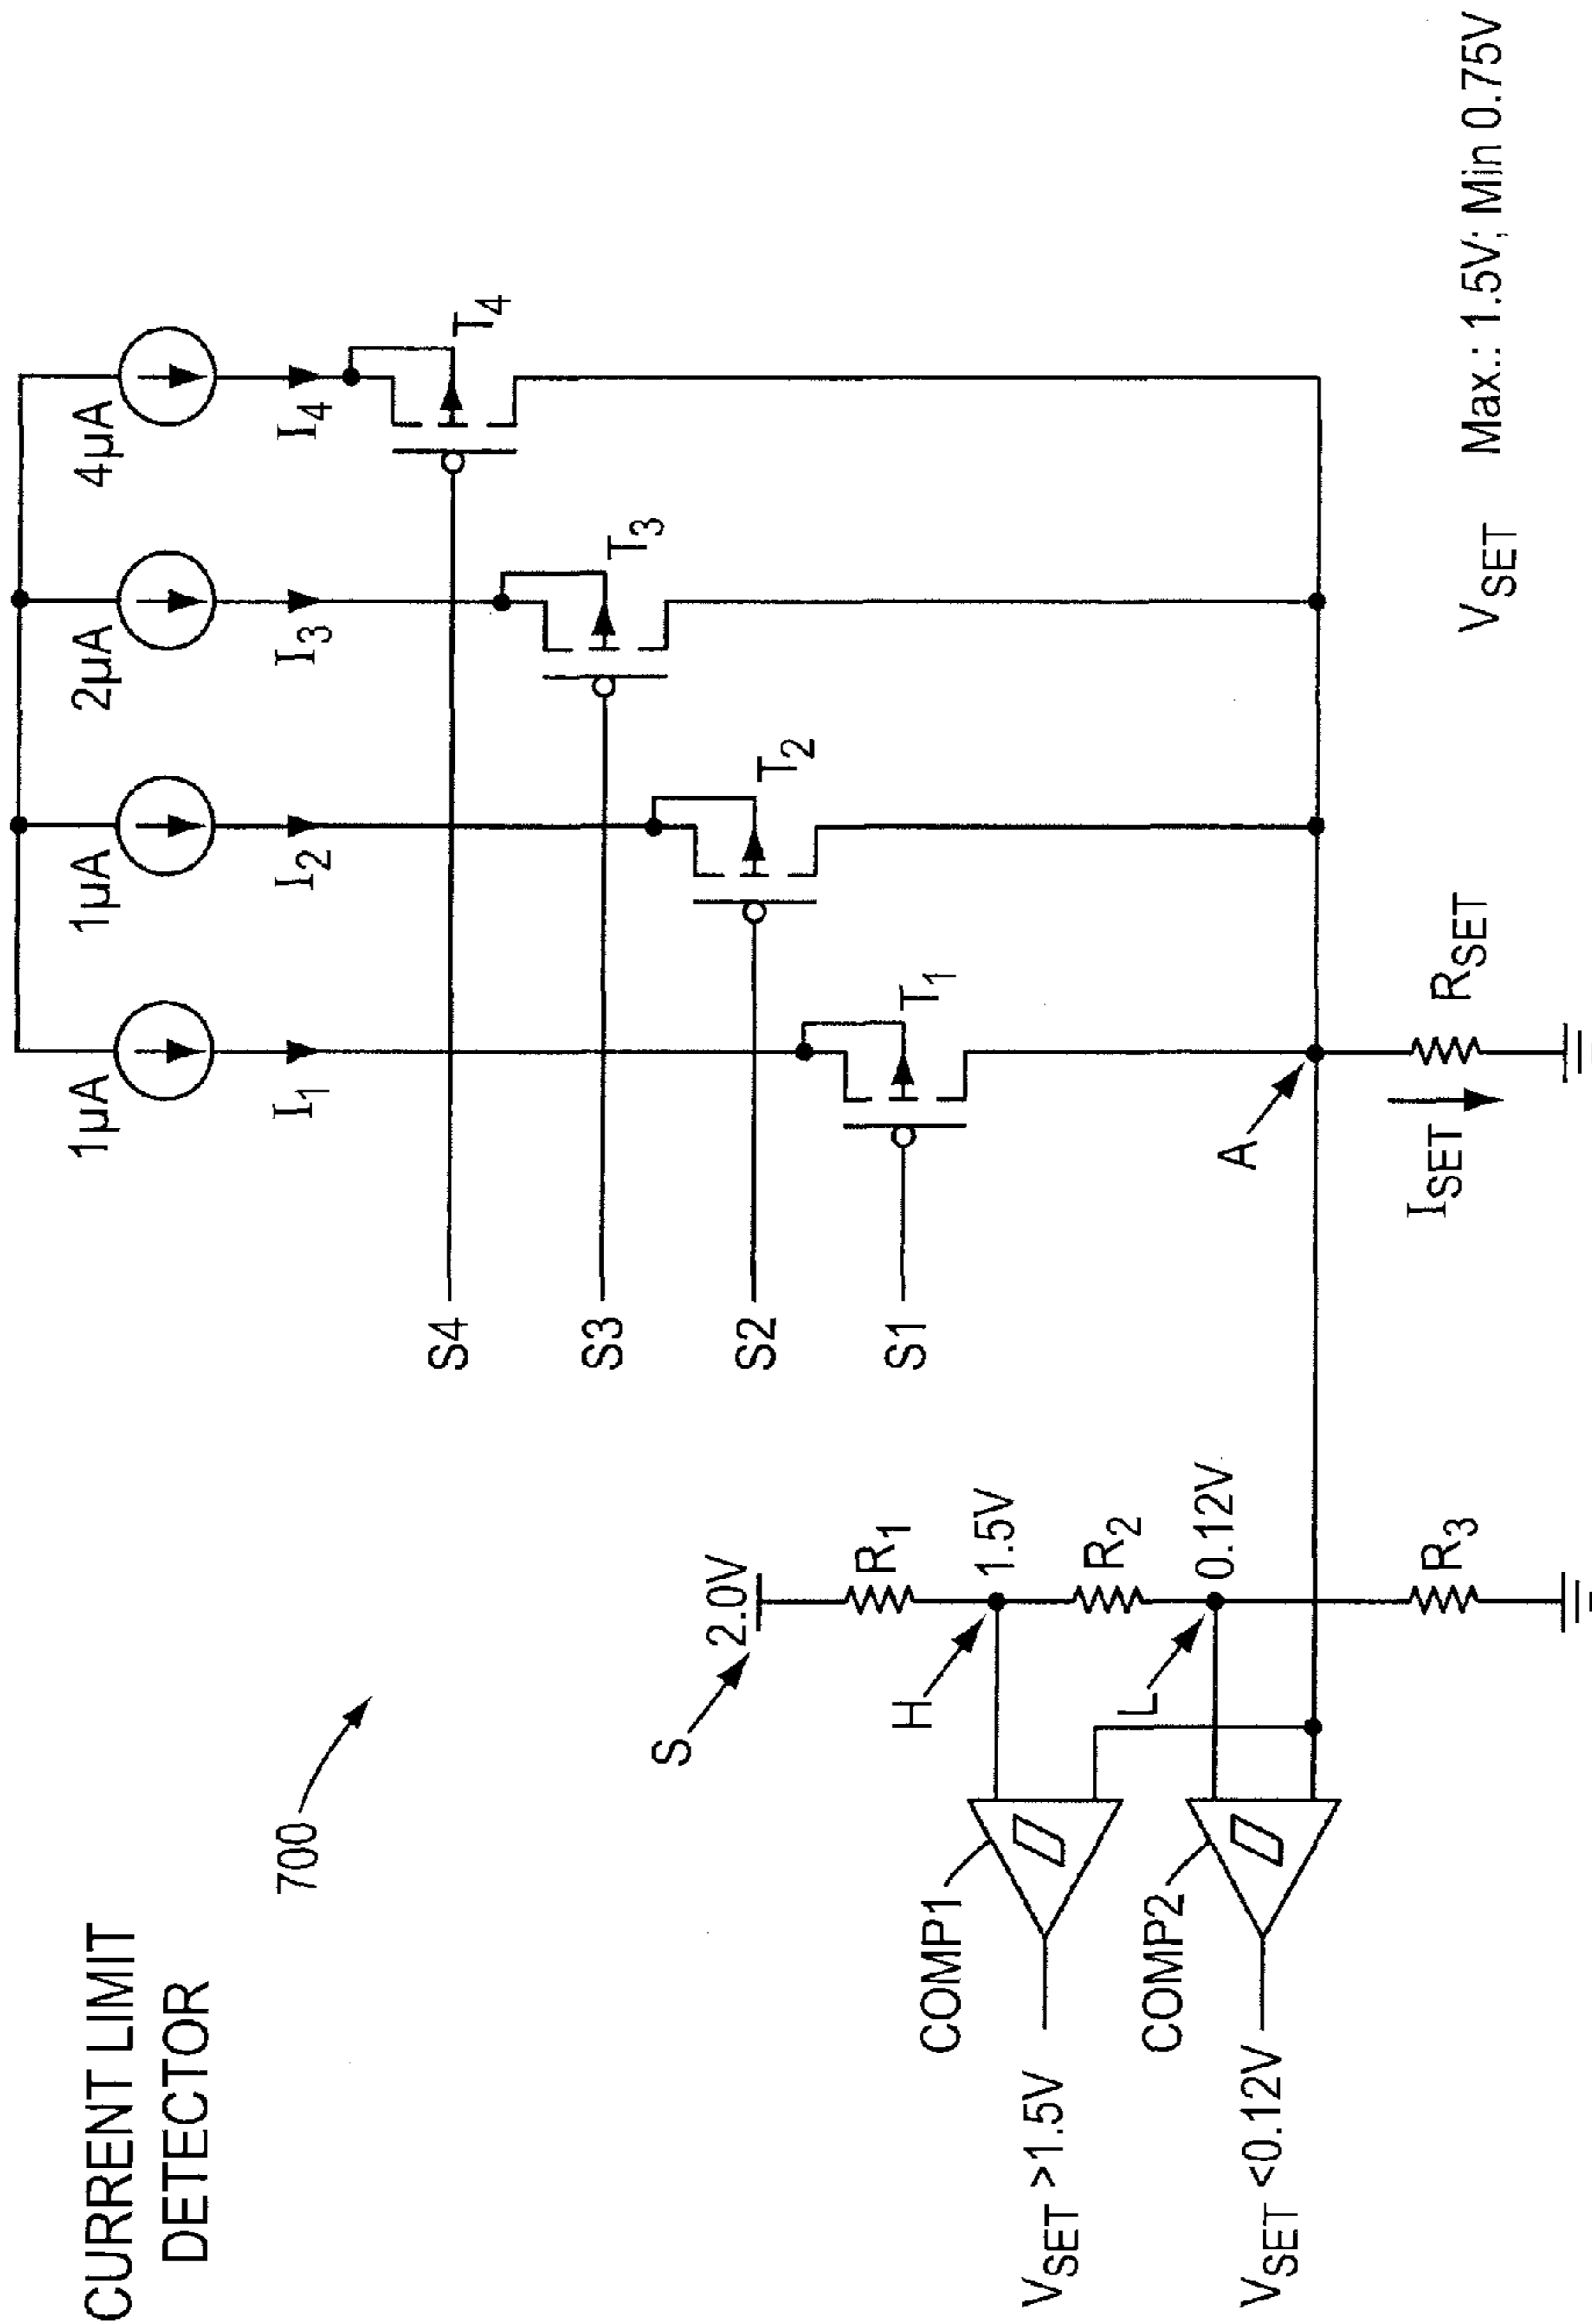 CURRENT LIMIT
DETECTOR
700
1µA
1µA
2µA
4µA
I1
I2
I3
I4
T4
S4
T3
S3
T2
S2
T1
S1
S
2.0V
R1
H
1.5V
COMP1
VSET >1.5V
R2
L
0.12V
COMP2
VSET <0.12V
R3
A
ISET
RSET
VSET Max.: 1.5V; Min 0.75V